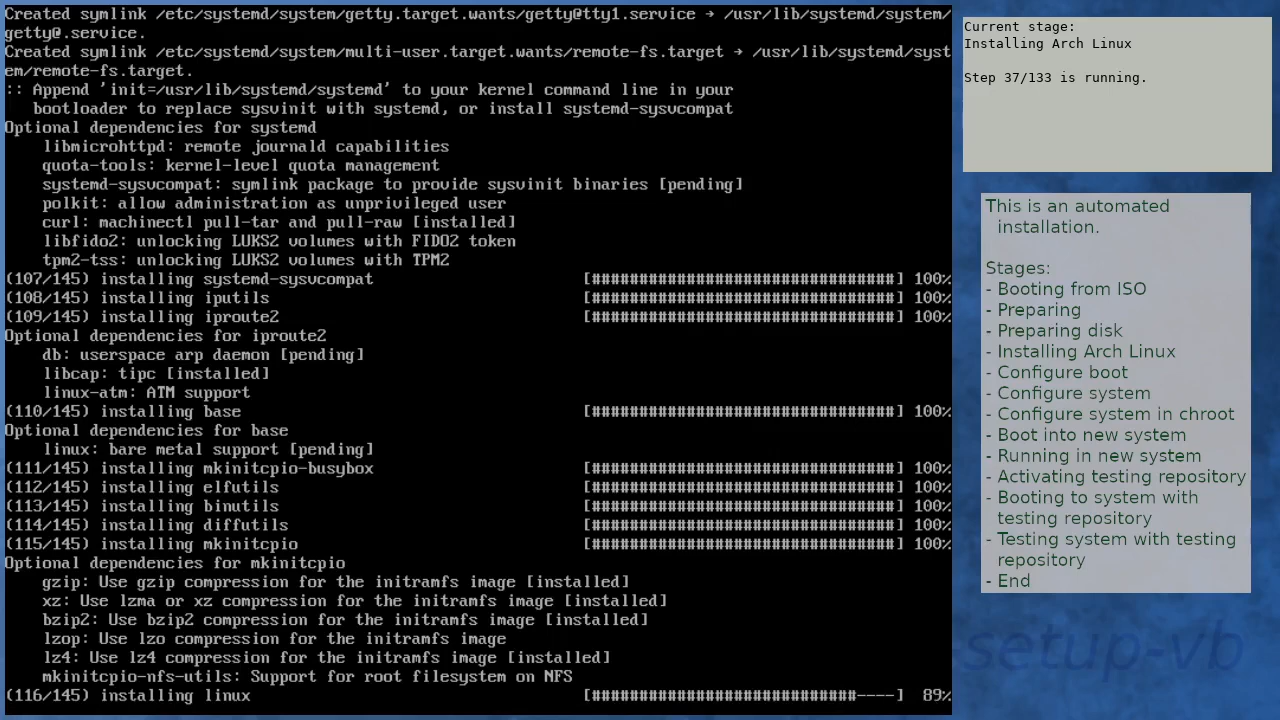 Created symlink /etc/systemd/system/getty.target.wants/getty@tty1.service → /usr/lib/systemd/system/
getty@.service.
Created symlink /etc/systemd/system/multi-user.target.wants/remote-fs.target → /usr/lib/systemd/syst
em/remote-fs.target.
:: Append 'init=/usr/lib/systemd/systemd' to your kernel command line in your
   bootloader to replace sysvinit with systemd, or install systemd-sysvcompat
Optional dependencies for systemd
    libmicrohttpd: remote journald capabilities
    quota-tools: kernel-level quota management
    systemd-sysvcompat: symlink package to provide sysvinit binaries [pending]
    polkit: allow administration as unprivileged user
    curl: machinectl pull-tar and pull-raw [installed]
    libfido2: unlocking LUKS2 volumes with FIDO2 token
    tpm2-tss: unlocking LUKS2 volumes with TPM2
(107/145) installing systemd-sysvcompat [################################] 100%
(108/145) installing iputils [################################] 100%
(109/145) installing iproute2 [################################] 100%
Optional dependencies for iproute2
    db: userspace arp daemon [pending]
    libcap: tipc [installed]
    linux-atm: ATM support
(110/145) installing base [################################] 100%
Optional dependencies for base
    linux: bare metal support [pending]
(111/145) installing mkinitcpio-busybox [################################] 100%
(112/145) installing elfutils [################################] 100%
(113/145) installing binutils [################################] 100%
(114/145) installing diffutils [################################] 100%
(115/145) installing mkinitcpio [################################] 100%
Optional dependencies for mkinitcpio
    gzip: Use gzip compression for the initramfs image [installed]
    xz: Use lzma or xz compression for the initramfs image [installed]
    bzip2: Use bzip2 compression for the initramfs image [installed]
    lzop: Use lzo compression for the initramfs image
    lz4: Use lz4 compression for the initramfs image [installed]
    mkinitcpio-nfs-utils: Support for root filesystem on NFS
(116/145) installing linux [############################----] 89%
Current stage:
Installing Arch Linux
Step 37/133 is running.
This is an automated
installation.
Stages:
- Booting from ISO
- Preparing
- Preparing disk
- Installing Arch Linux
- Configure boot
- Configure system
- Configure system in chroot
- Boot into new system
- Running in new system
- Activating testing repository
- Booting to system with
testing repository
- Testing system with testing
repository
- End
setup-vb